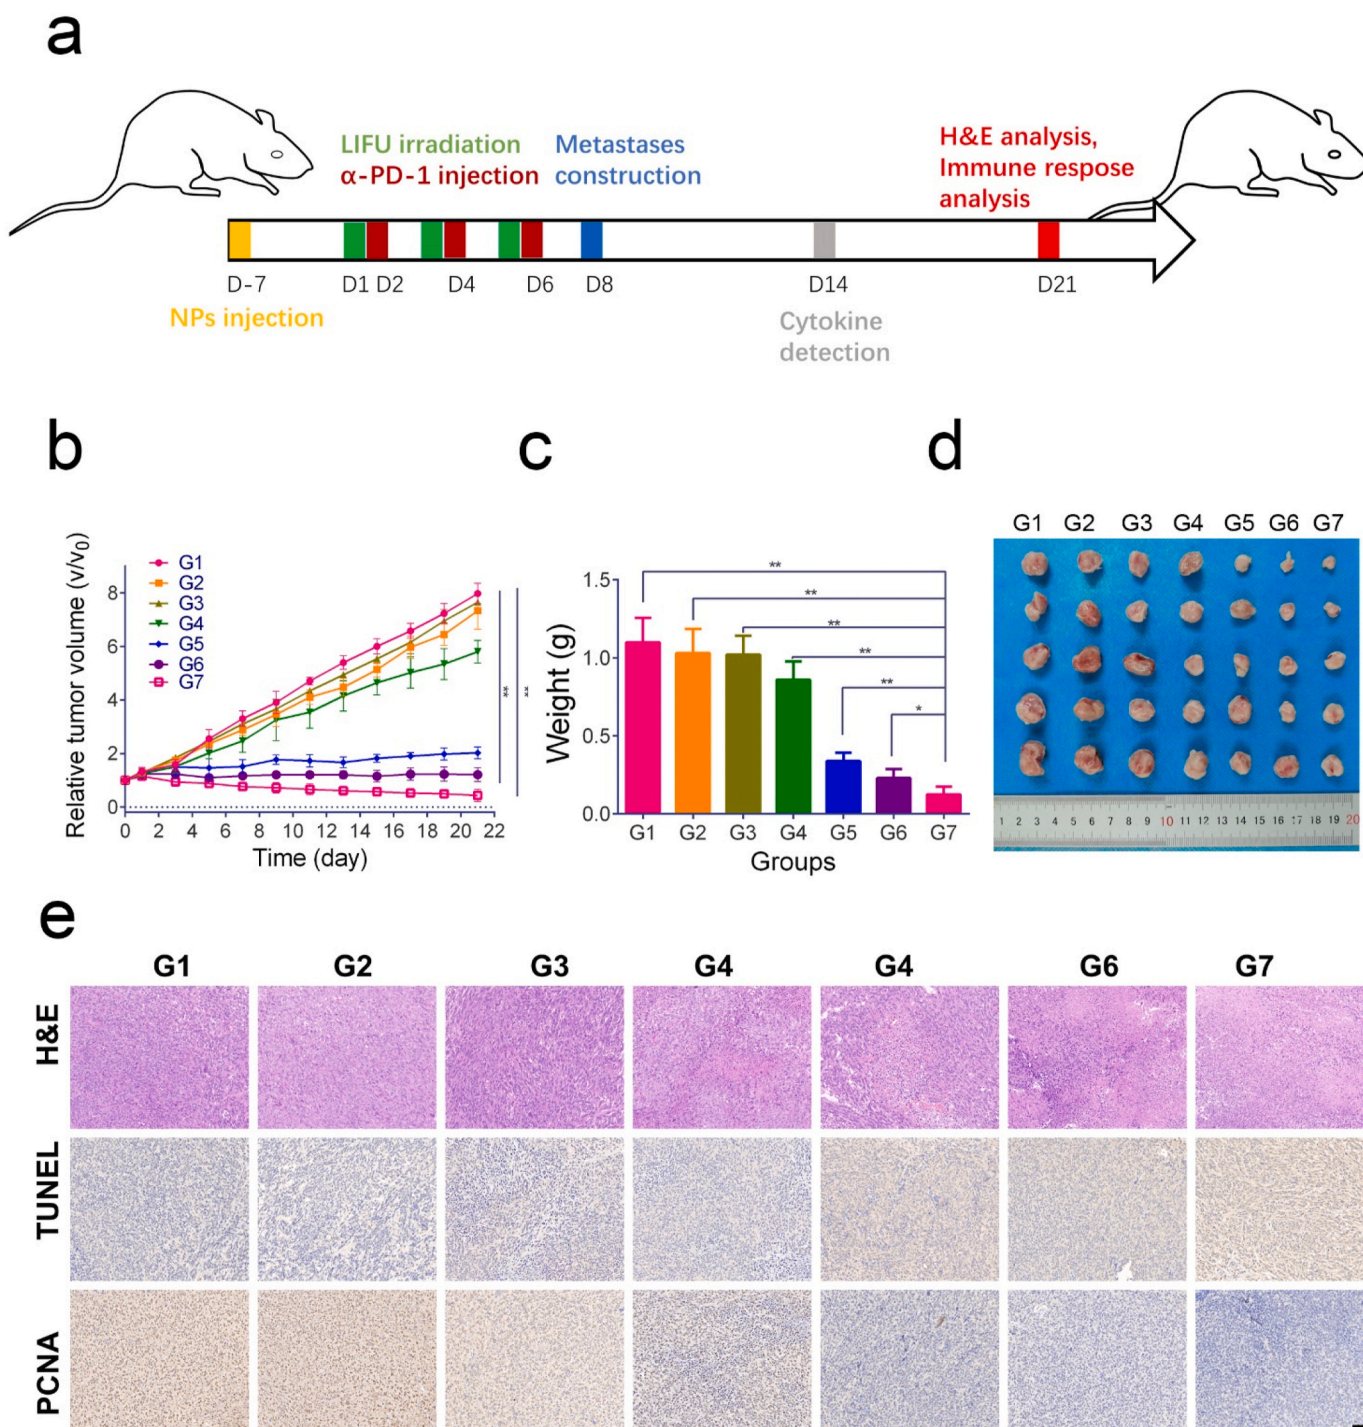 a
LIFU irradiation
α-PD-1 injection
Metastases
construction
H&E analysis,
Immune respose
analysis
D-7
D1
D2
D4
D6
D8
D14
D21
NPs injection
Cytokine
detection
b
Relative tumor volume (v/v0)
8
6
4
2
0
G1
G2
G3
G4
G5
G6
G7
**
**
0 2 4 6 8 10 12 14 16 18 20 22
Time (day)
c
Weight (g)
1.5
1.0
0.5
0.0
**
**
**
**
**
*
G1 G2 G3 G4 G5 G6 G7
Groups
d
G1 G2 G3 G4 G5 G6 G7
1 2 3 4 5 6 7 8 9 10 11 12 13 14 15 16 17 18 19 20
e
G1 G2 G3 G4 G4 G6 G7
H&E
TUNEL
PCNA